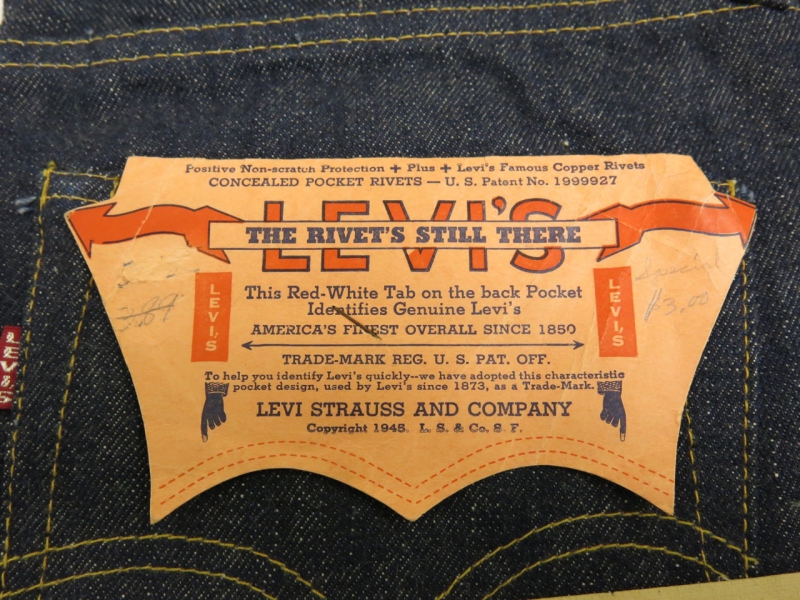 Positive Non-scratch Protection + Plus + Levi's Famous Copper Rivets
CONCEALED POCKET RIVETS — U. S. Patent No. 1999927
LEVI'S
THE RIVET'S STILL THERE
Special
$3.00
3.89
LEVI'S
LEVI'S
This Red-White Tab on the back Pocket
Identifies Genuine Levi's
AMERICA'S FINEST OVERALL SINCE 1850
TRADE-MARK REG. U. S. PAT. OFF.
To help you identify Levi's quickly--we have adopted this characteristic
pocket design, used by Levi's since 1873, as a Trade-Mark.
LEVI STRAUSS AND COMPANY
Copyright 1945. L. S. & Co. S. F.
LEVI'S